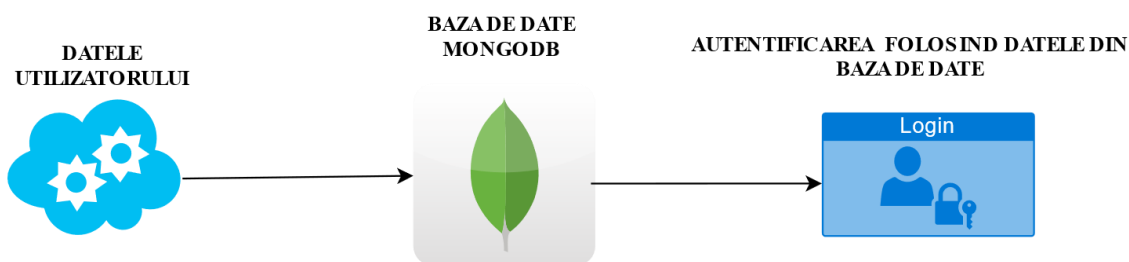 DATELE
UTILIZATORULUI
BAZA DE DATE
MONGODB
AUTENTIFICAREA FOLOSIND DATELE DIN
BAZA DE DATE
Login